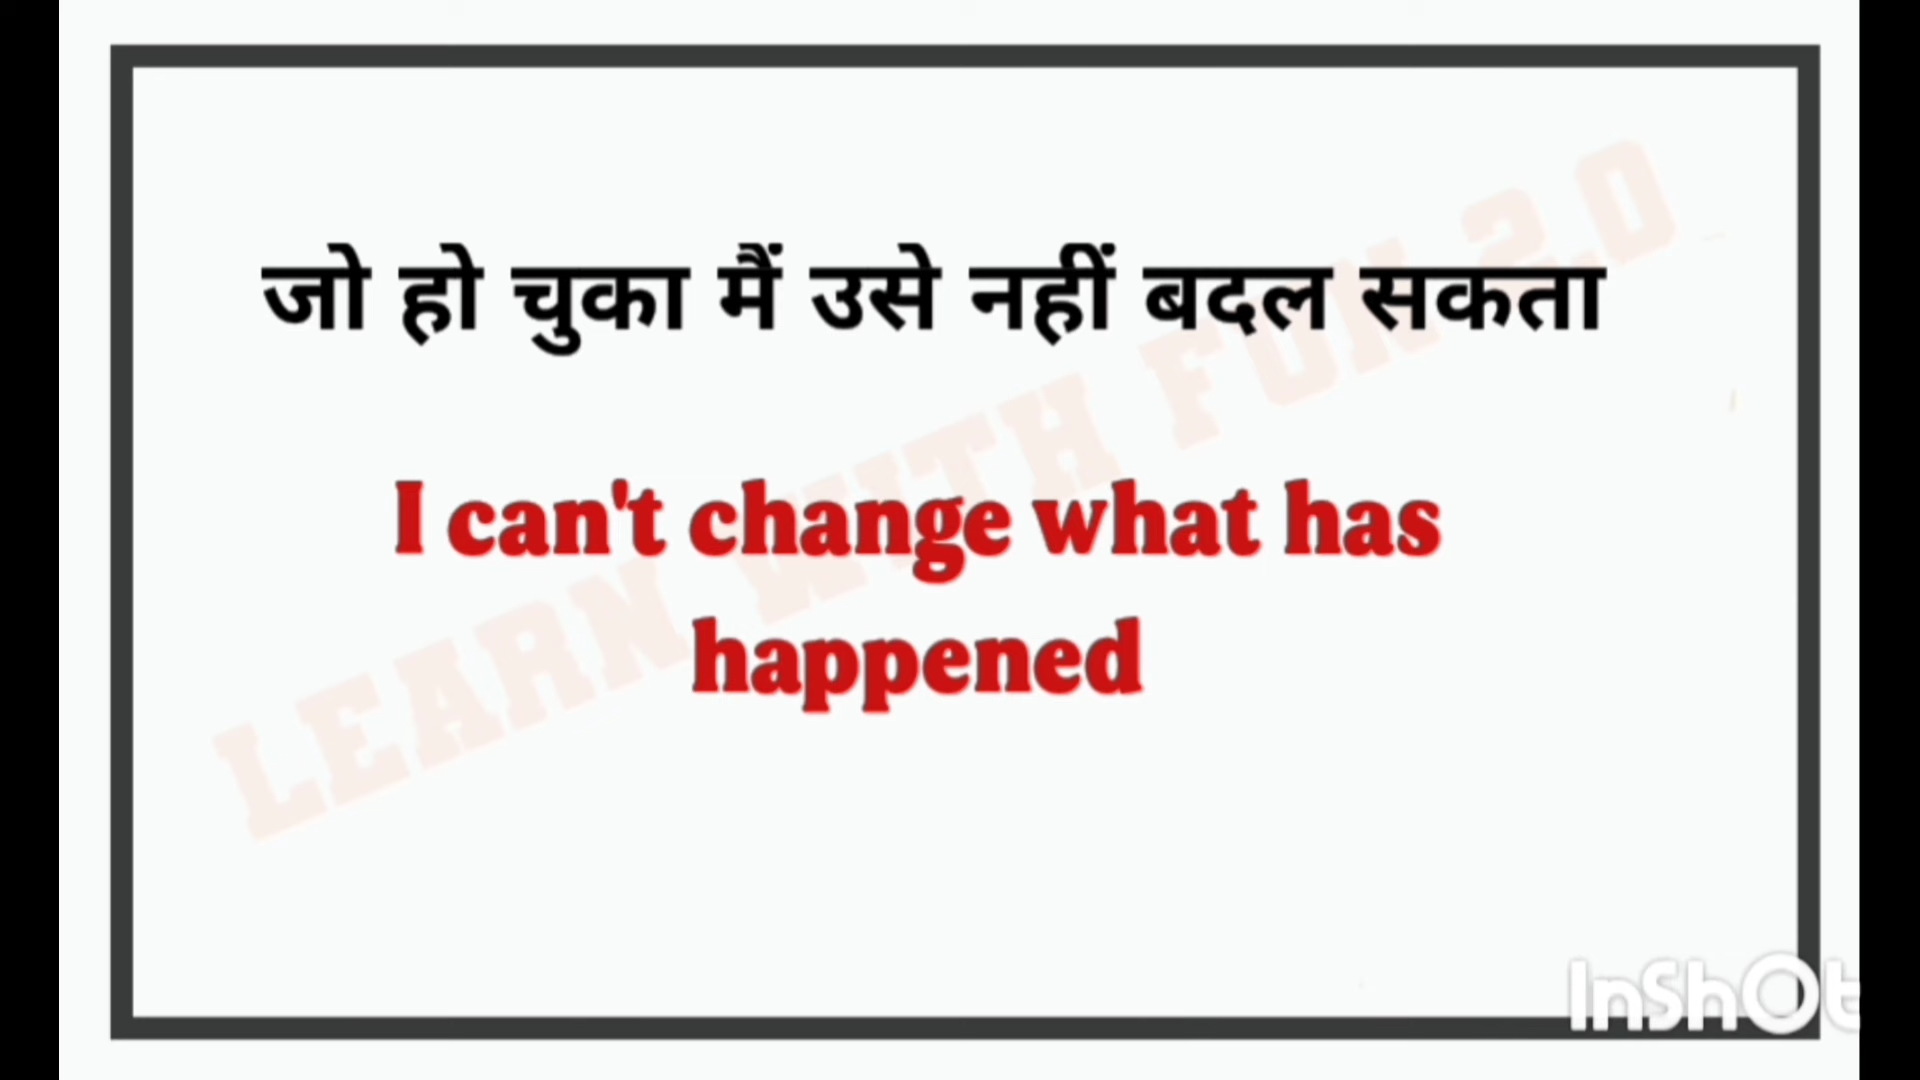 जो हो चुका मैं उसे नहीं बदल सकता
I can't change what has
happened
LEARN WITH FUN 2.0
InShOt